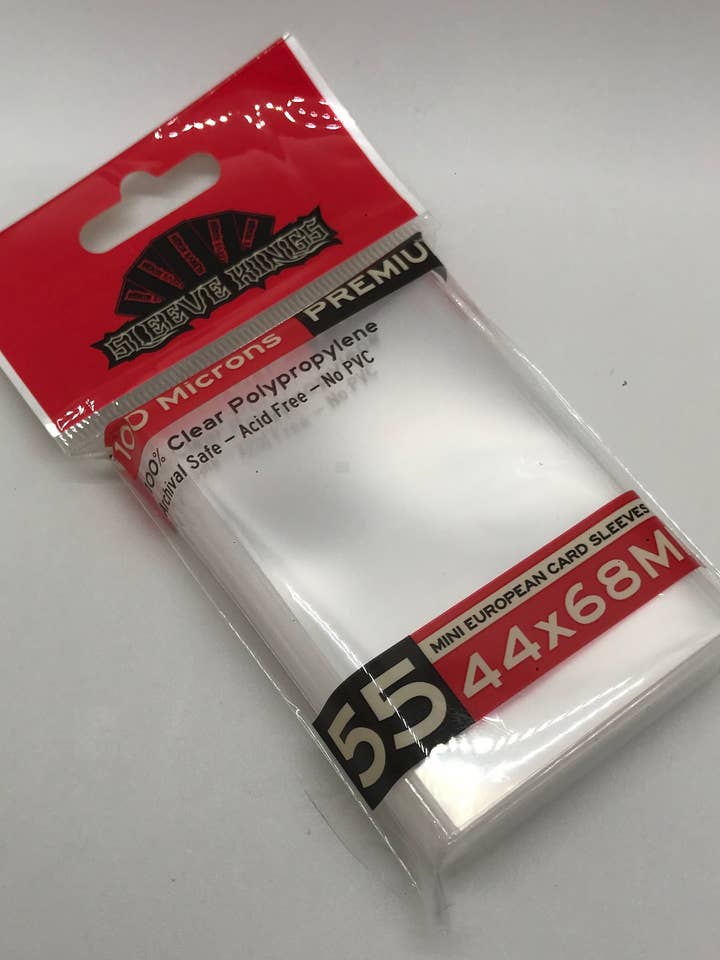 SLEEVE KINGS
100 Microns PREMIU
100% Clear Polypropylene
Archival Safe – Acid Free – No PVC
MINI EUROPEAN CARD SLEEVES
55 44x68M